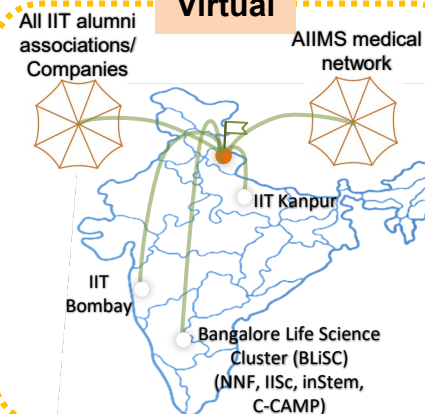 Virtual
All IIT alumni
associations/
Companies
AIIMS medical
network
IIT Kanpur
IIT
Bombay
Bangalore Life Science
Cluster (BLiSC)
(NNF, IISc, inStem,
C-CAMP)